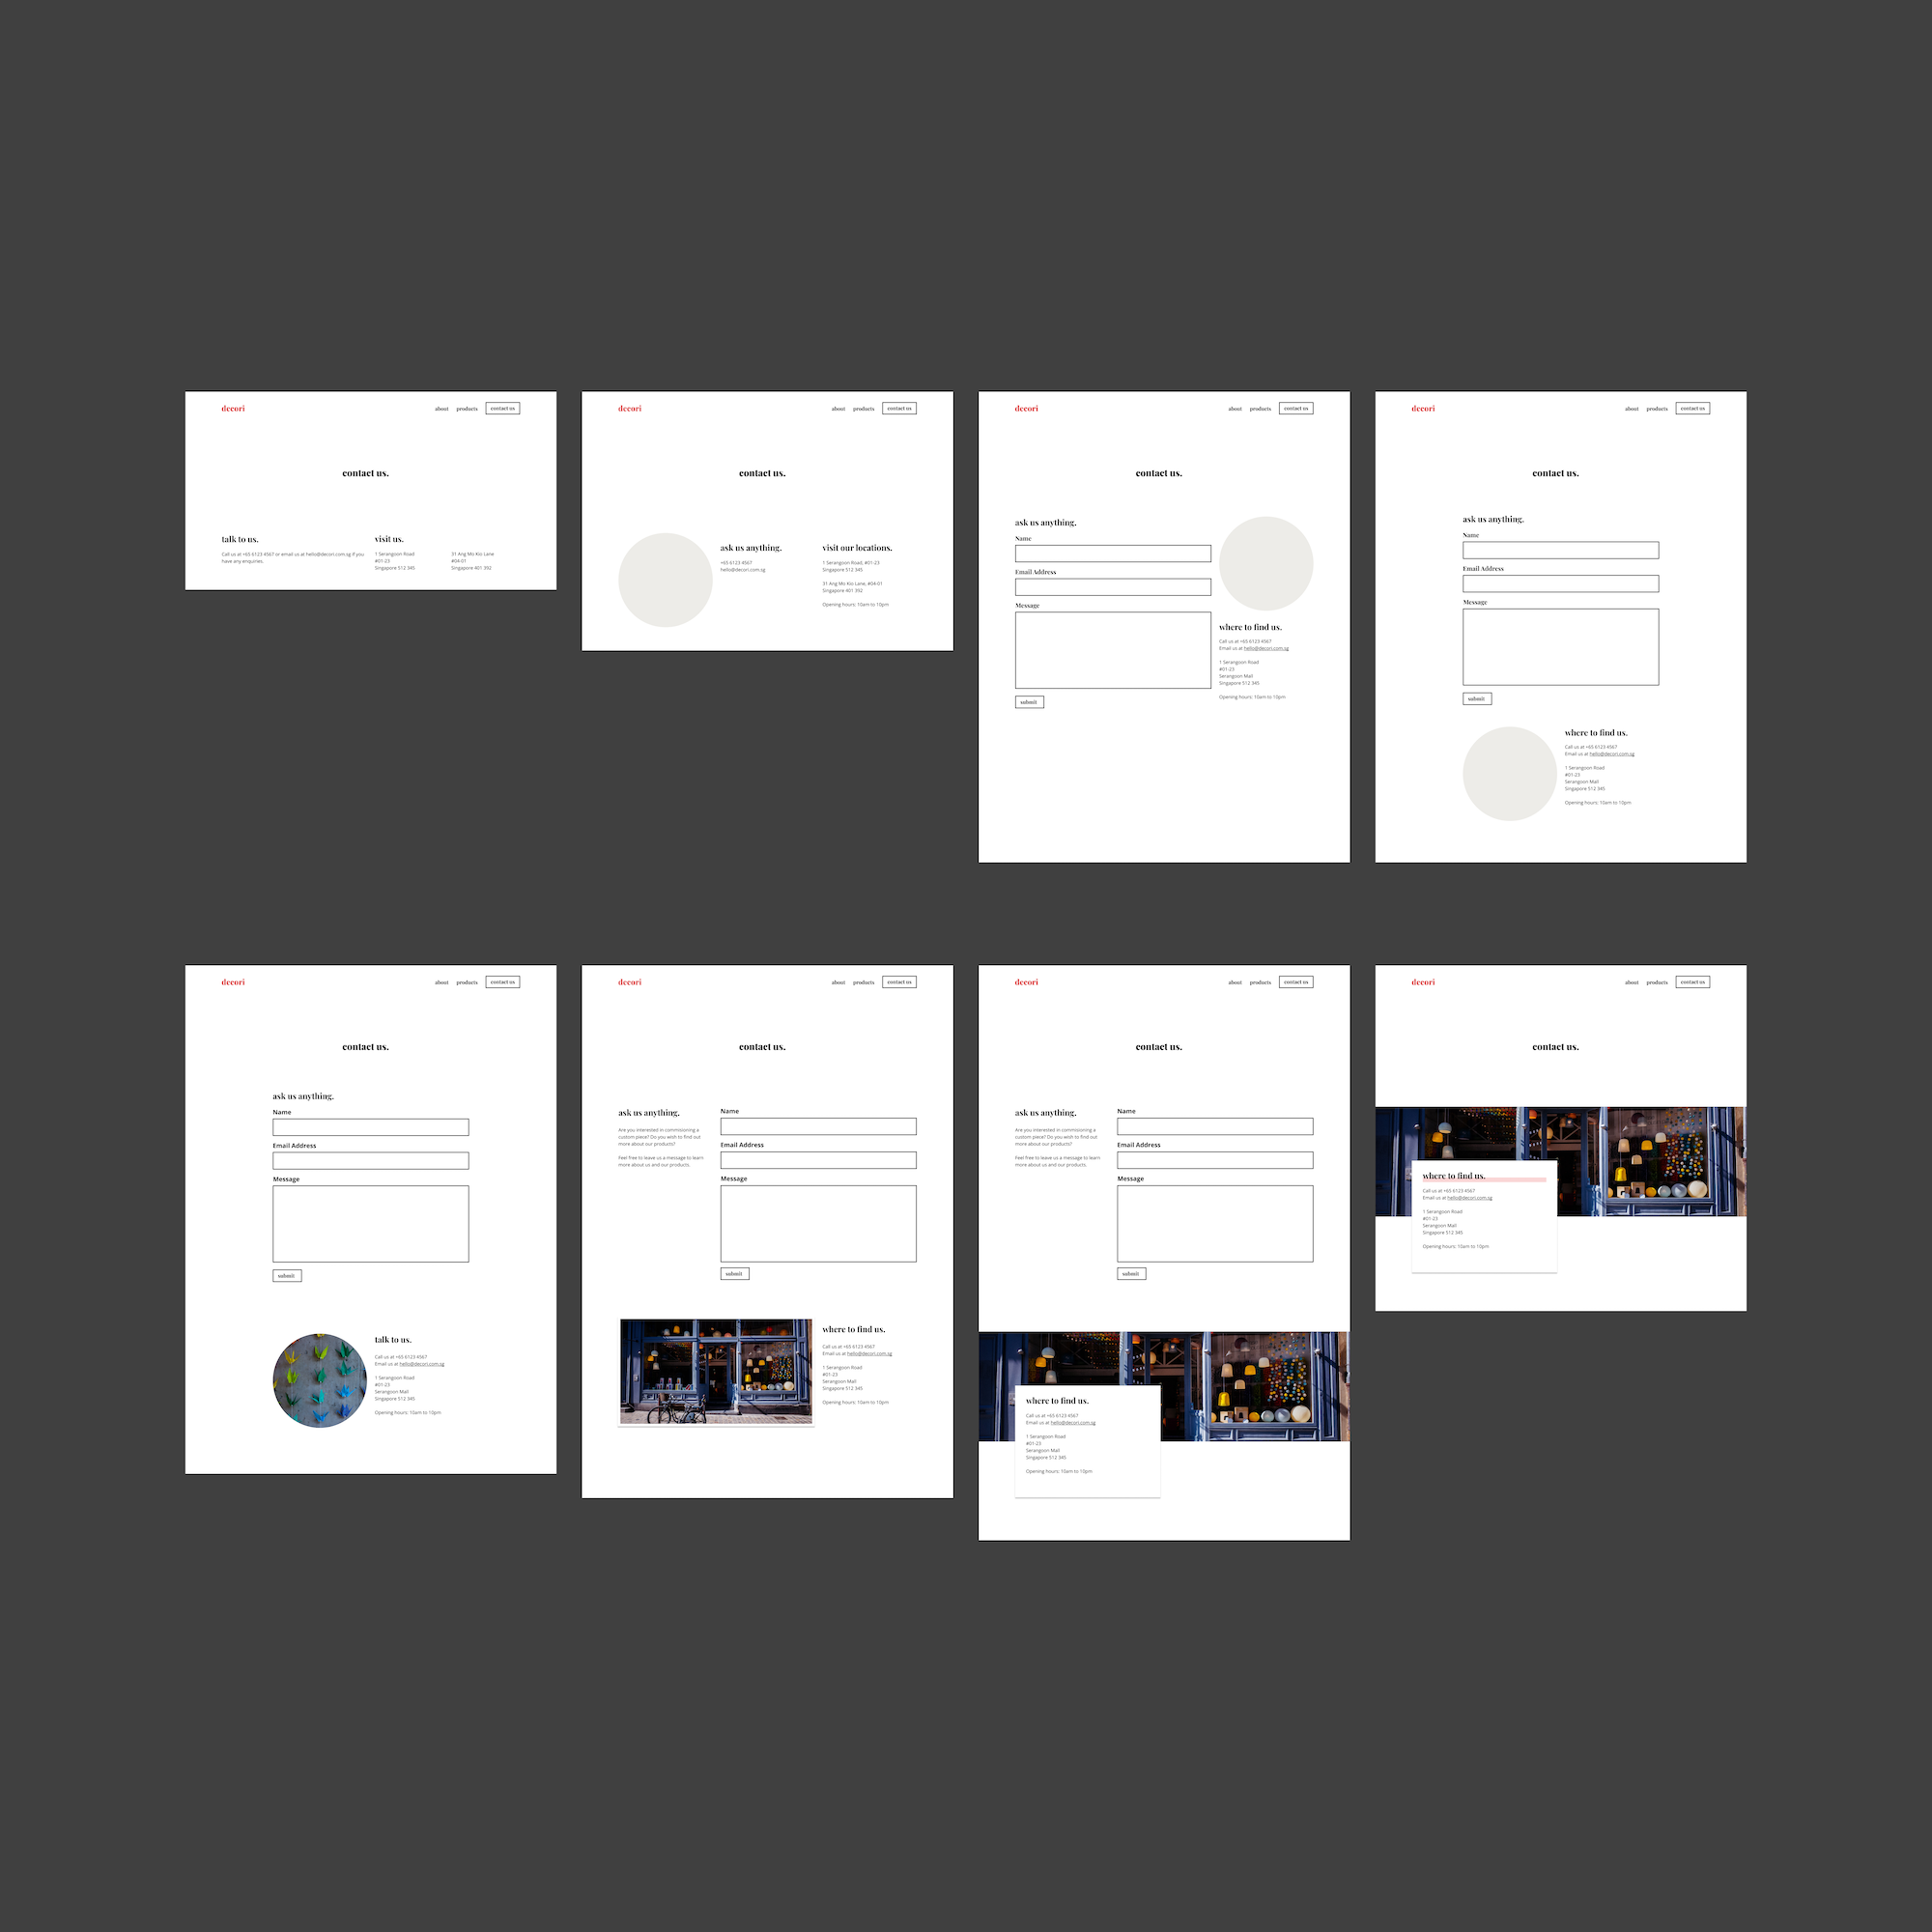 decori
about products contact us
contact us.
talk to us.
Call us at +65 6123 4567 or email us at hello@decori.com.sg if you
have any enquiries.
visit us.
1 Serangoon Road
#01-23
Singapore 512 345
31 Ang Mo Kio Lane
#04-01
Singapore 401 392
decori
about products contact us
contact us.
ask us anything.
+65 6123 4567
hello@decori.com.sg
visit our locations.
1 Serangoon Road, #01-23
Singapore 512 345
31 Ang Mo Kio Lane, #04-01
Singapore 401 392
Opening hours: 10am to 10pm
decori
about products contact us
contact us.
ask us anything.
Name
Email Address
Message
submit
where to find us.
Call us at +65 6123 4567
Email us at hello@decori.com.sg
1 Serangoon Road
#01-23
Serangoon Mall
Singapore 512 345
Opening hours: 10am to 10pm
decori
about products contact us
contact us.
ask us anything.
Name
Email Address
Message
submit
where to find us.
Call us at +65 6123 4567
Email us at hello@decori.com.sg
1 Serangoon Road
#01-23
Serangoon Mall
Singapore 512 345
Opening hours: 10am to 10pm
decori
about products contact us
contact us.
ask us anything.
Name
Email Address
Message
submit
talk to us.
Call us at +65 6123 4567
Email us at hello@decori.com.sg
1 Serangoon Road
#01-23
Serangoon Mall
Singapore 512 345
Opening hours: 10am to 10pm
decori
about products contact us
contact us.
ask us anything.
Are you interested in commisioning a
custom piece? Do you wish to find out
more about our products?
Feel free to leave us a message to learn
more about us and our products.
Name
Email Address
Message
submit
where to find us.
Call us at +65 6123 4567
Email us at hello@decori.com.sg
1 Serangoon Road
#01-23
Serangoon Mall
Singapore 512 345
Opening hours: 10am to 10pm
decori
about products contact us
contact us.
ask us anything.
Are you interested in commisioning a
custom piece? Do you wish to find out
more about our products?
Feel free to leave us a message to learn
more about us and our products.
Name
Email Address
Message
submit
where to find us.
Call us at +65 6123 4567
Email us at hello@decori.com.sg
1 Serangoon Road
#01-23
Serangoon Mall
Singapore 512 345
Opening hours: 10am to 10pm
decori
about products contact us
contact us.
where to find us.
Call us at +65 6123 4567
Email us at hello@decori.com.sg
1 Serangoon Road
#01-23
Serangoon Mall
Singapore 512 345
Opening hours: 10am to 10pm